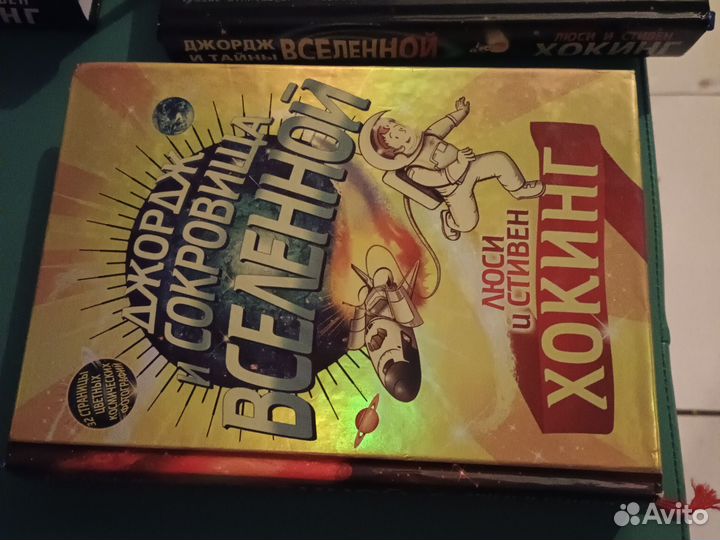 ДЖОРДЖ
И СОКРОВИЩА
ВСЕЛЕННОЙ
32 СТРАНИЦЫ
ЦВЕТНЫХ
КОСМИЧЕСКИХ
ФОТОГРАФИЙ
ЛЮСИ
И СТИВЕН
ХОКИНГ
ДЖОРДЖ
И ТАЙНЫ
ВСЕЛЕННОЙ
ЛЮСИ И СТИВЕН
ХОКИНГ
Avito